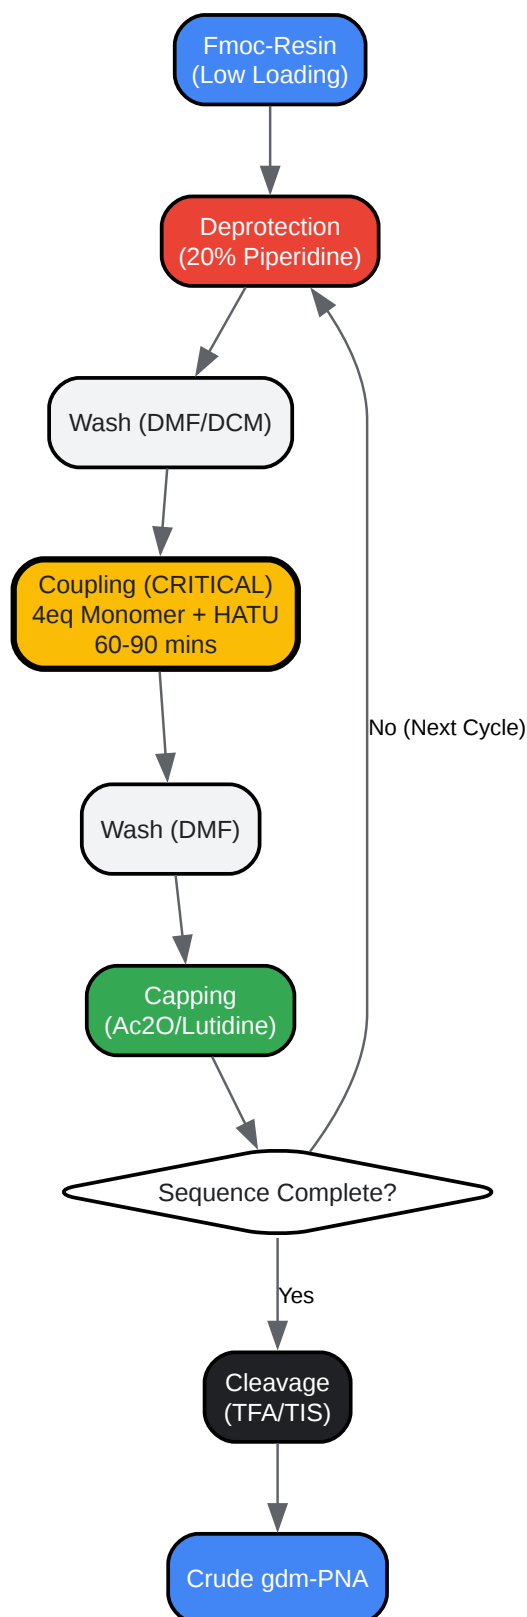 Fmoc-Resin
(Low Loading)
Deprotection
(20% Piperidine)
Wash (DMF/DCM)
Coupling (CRITICAL)
4eq Monomer + HATU
60-90 mins
No (Next Cycle)
Wash (DMF)
Capping
(Ac2O/Lutidine)
Sequence Complete?
Yes
Cleavage
(TFA/TIS)
Crude gdm-PNA